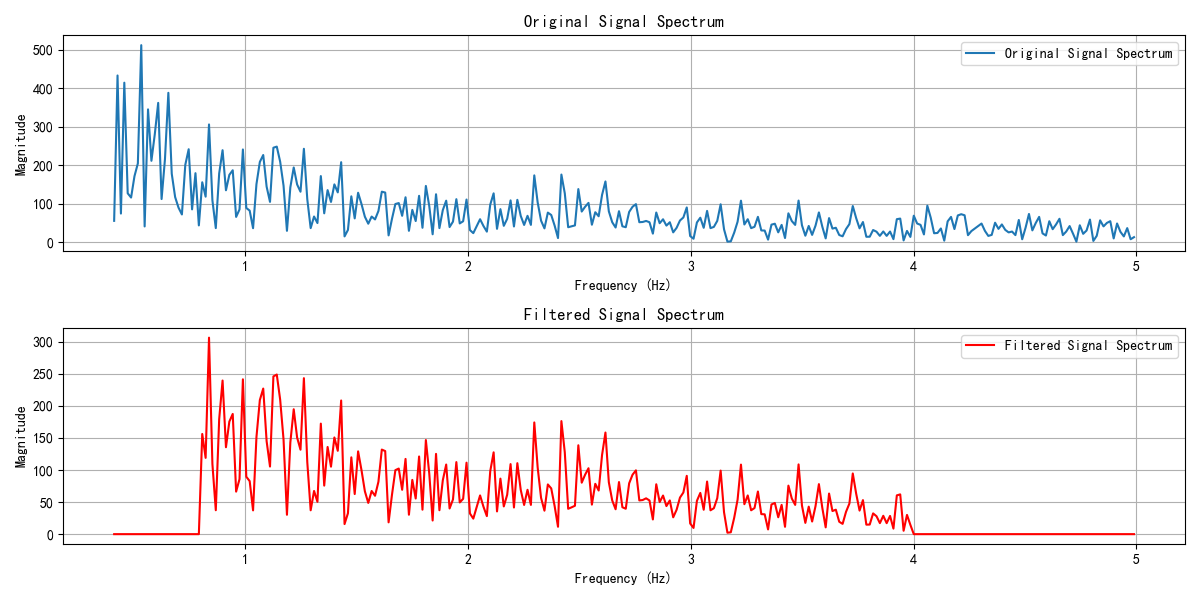 Original Signal Spectrum
Original Signal Spectrum
Magnitude
500
400
300
200
100
0
1 2 3 4 5
Frequency (Hz)
Filtered Signal Spectrum
Filtered Signal Spectrum
Magnitude
300
250
200
150
100
50
0
1 2 3 4 5
Frequency (Hz)